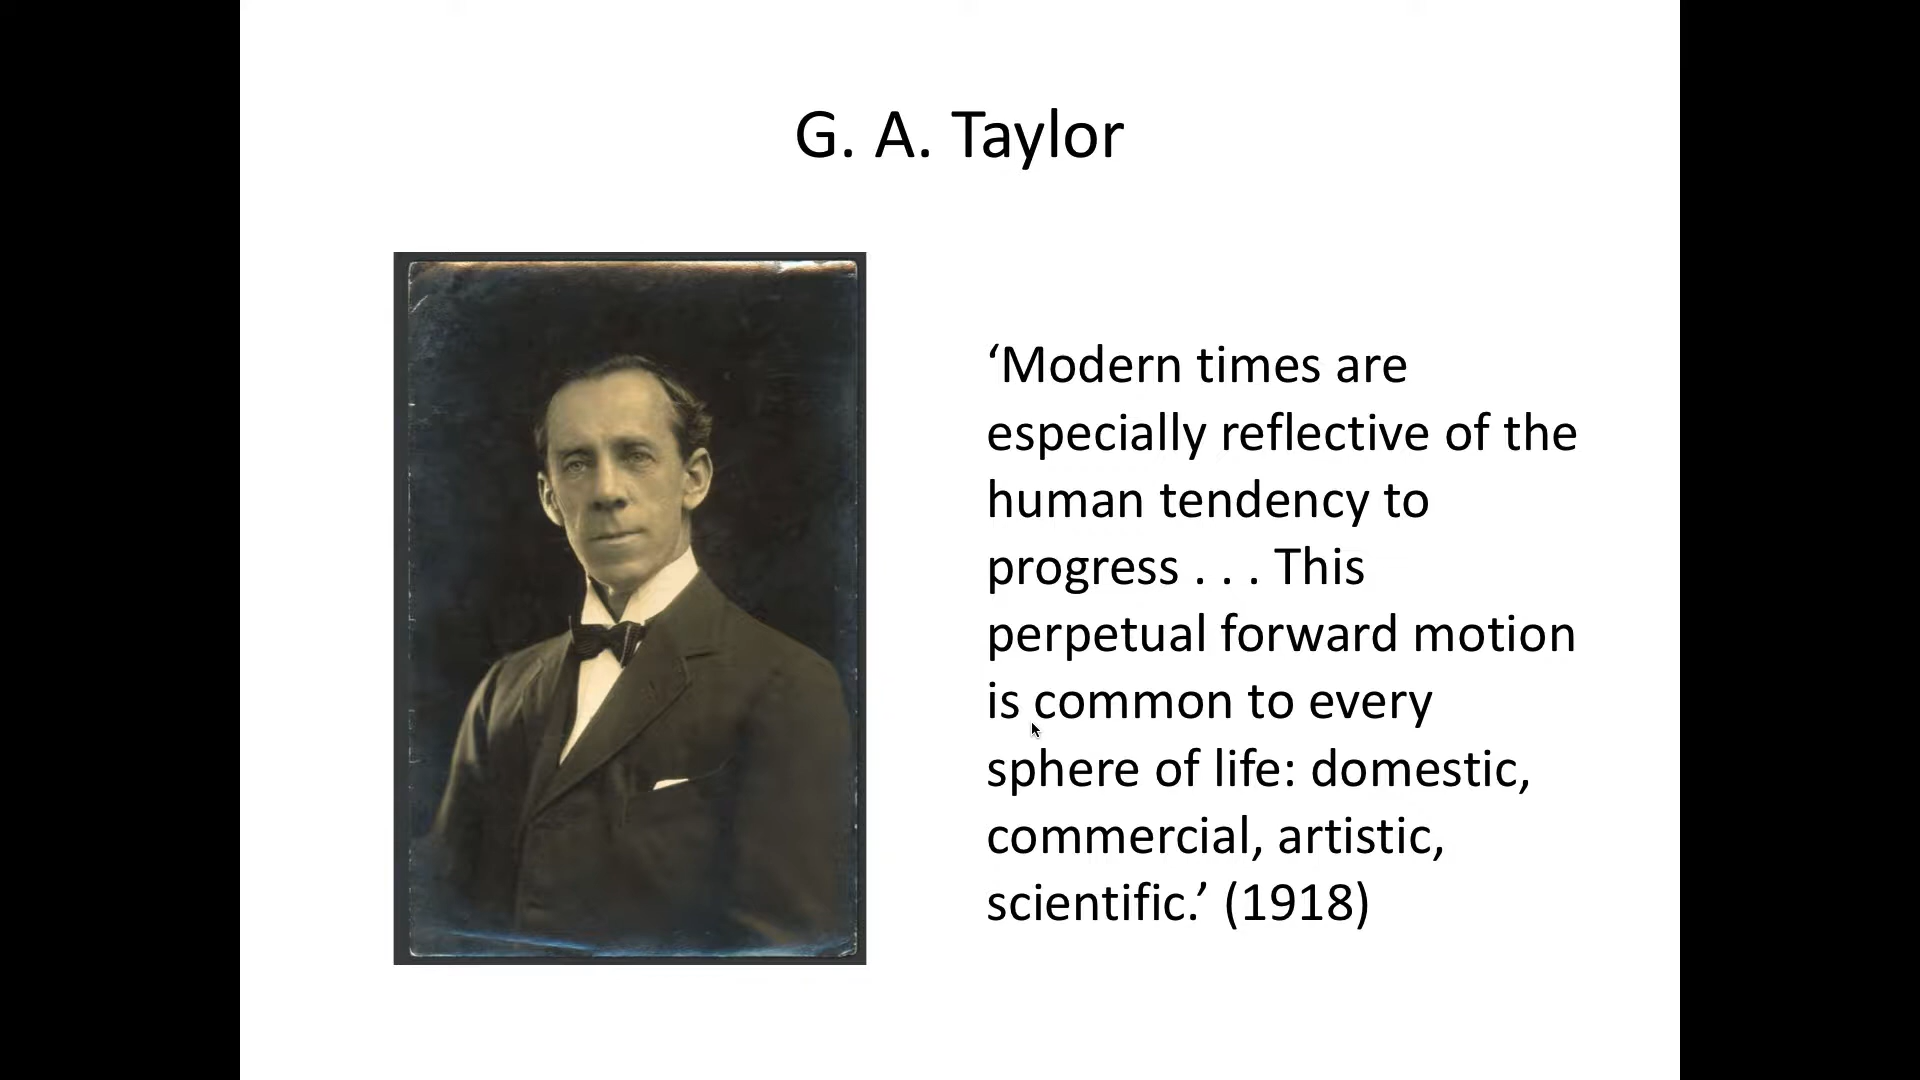 G. A. Taylor
‘Modern times are
especially reflective of the
human tendency to
progress . . . This
perpetual forward motion
is common to every
sphere of life: domestic,
commercial, artistic,
scientific.’ (1918)